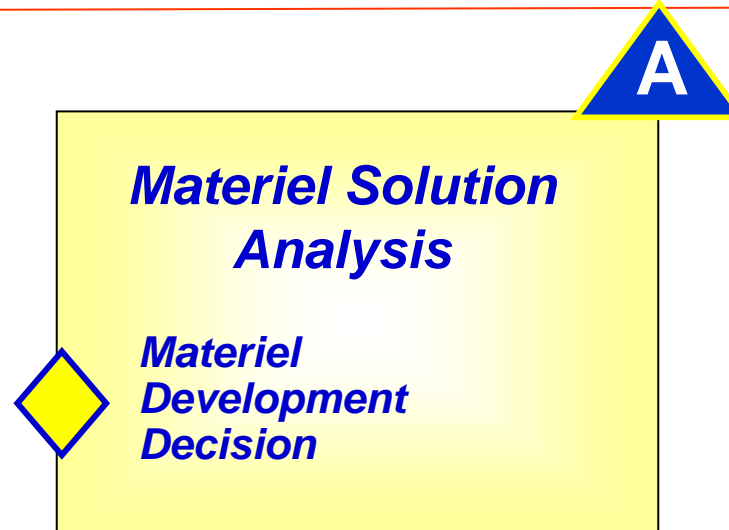 A
Materiel Solution
Analysis
Materiel
Development
Decision